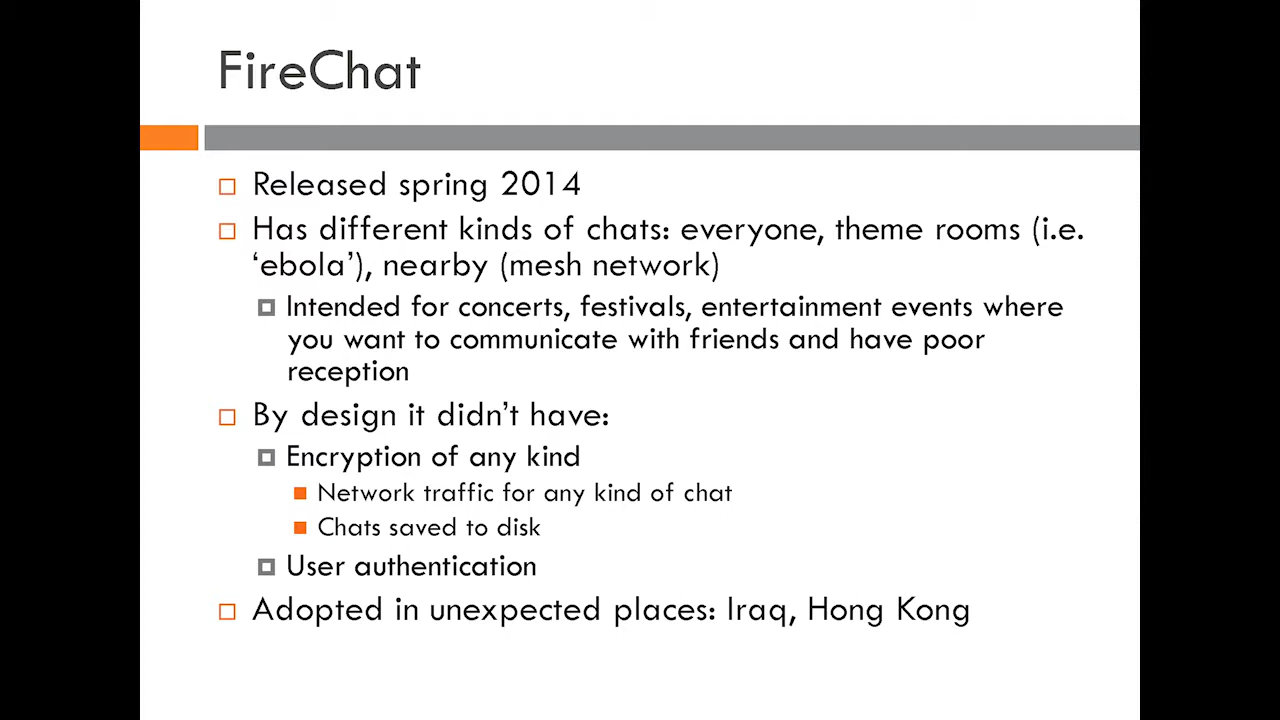 FireChat
Released spring 2014
Has different kinds of chats: everyone, theme rooms (i.e.
‘ebola’), nearby (mesh network)
Intended for concerts, festivals, entertainment events where
you want to communicate with friends and have poor
reception
By design it didn’t have:
Encryption of any kind
Network traffic for any kind of chat
Chats saved to disk
User authentication
Adopted in unexpected places: Iraq, Hong Kong